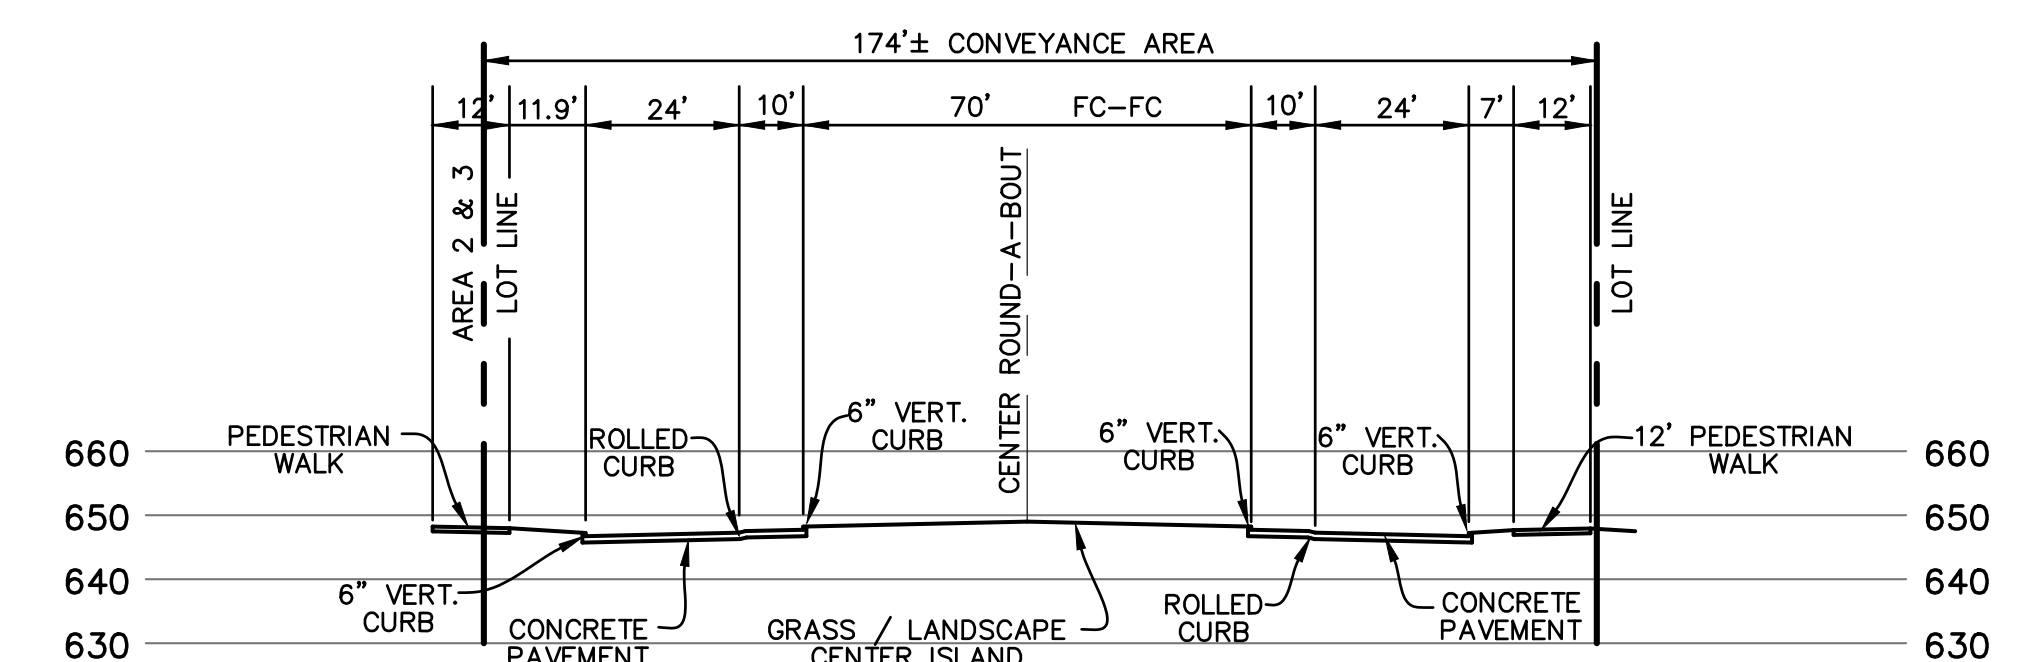 174'± CONVEYANCE AREA
12' 11.9' 24' 10' 70' FC-FC 10' 24' 7' 12'
AREA 2 & 3
LOT LINE
CENTER ROUND-A-BOUT
LOT LINE
6" VERT.
CURB
PEDESTRIAN
WALK
ROLLED
CURB
6" VERT.
CURB
6" VERT.
CURB
12' PEDESTRIAN
WALK
660 660
650 650
640 640
6" VERT.
CURB
CONCRETE
PAVEMENT
GRASS / LANDSCAPE
CENTER ISLAND
ROLLED
CURB
CONCRETE
PAVEMENT
630 630